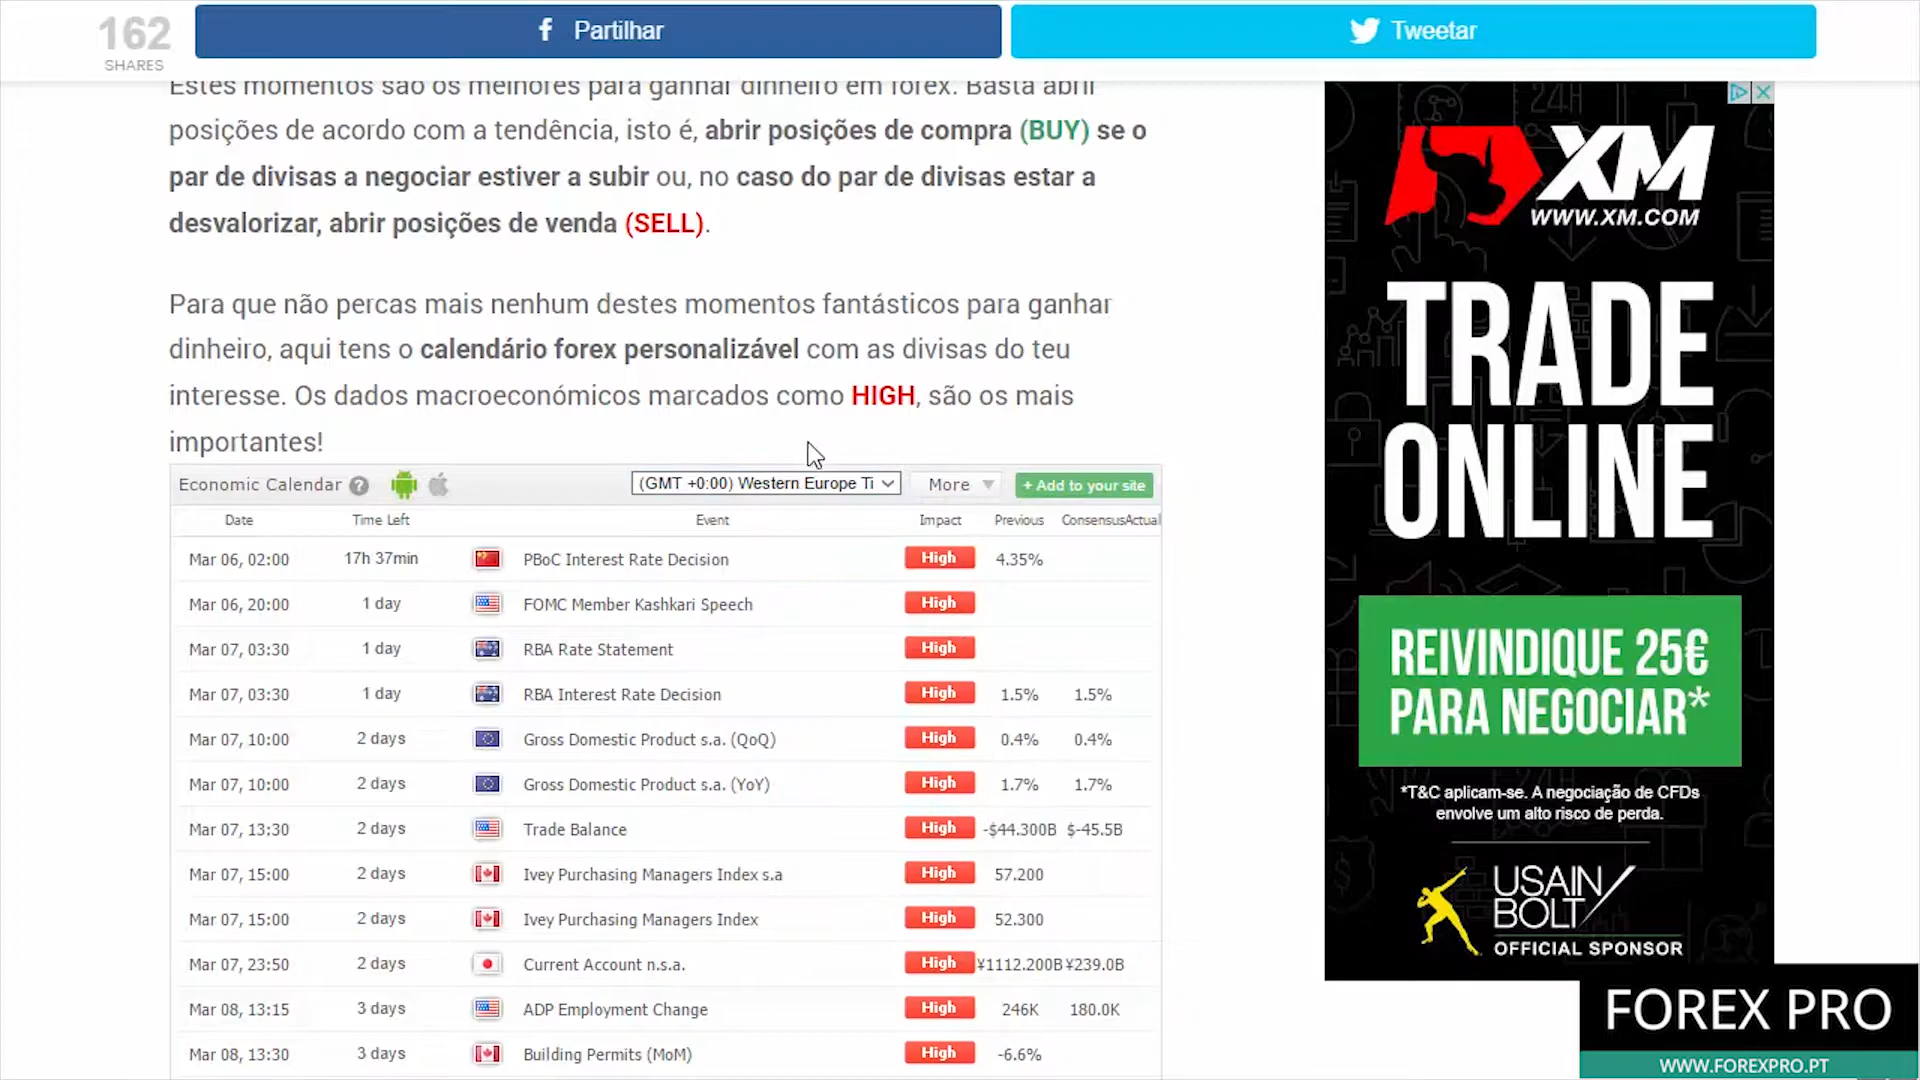 162
SHARES
Partilhar
Tweetar
Estes momentos são os melhores para ganhar dinheiro em forex. Basta abrir
posições de acordo com a tendência, isto é, abrir posições de compra (BUY) se o
par de divisas a negociar estiver a subir ou, no caso do par de divisas estar a
desvalorizar, abrir posições de venda (SELL).
Para que não percas mais nenhum destes momentos fantásticos para ganhar
dinheiro, aqui tens o calendário forex personalizável com as divisas do teu
interesse. Os dados macroeconómicos marcados como HIGH, são os mais
importantes!
Economic Calendar ? (GMT +0:00) Western Europe Ti More + Add to your site
Date Time Left Event Impact Previous Consensus Actual
Mar 06, 02:00 17h 37min PBoC Interest Rate Decision High 4.35%
Mar 06, 20:00 1 day FOMC Member Kashkari Speech High
Mar 07, 03:30 1 day RBA Rate Statement High
Mar 07, 03:30 1 day RBA Interest Rate Decision High 1.5% 1.5%
Mar 07, 10:00 2 days Gross Domestic Product s.a. (QoQ) High 0.4% 0.4%
Mar 07, 10:00 2 days Gross Domestic Product s.a. (YoY) High 1.7% 1.7%
Mar 07, 13:30 2 days Trade Balance High -$44.300B $-45.5B
Mar 07, 15:00 2 days Ivey Purchasing Managers Index s.a High 57.200
Mar 07, 15:00 2 days Ivey Purchasing Managers Index High 52.300
Mar 07, 23:50 2 days Current Account n.s.a. High ¥1112.200B ¥239.0B
Mar 08, 13:15 3 days ADP Employment Change High 246K 180.0K
Mar 08, 13:30 3 days Building Permits (MoM) High -6.6%
XM
WWW.XM.COM
TRADE
ONLINE
REIVINDIQUE 25€
PARA NEGOCIAR*
*T&C aplicam-se. A negociação de CFDs
envolve um alto risco de perda.
USAIN
BOLT
OFFICIAL SPONSOR
FOREX PRO
WWW.FOREXPRO.PT